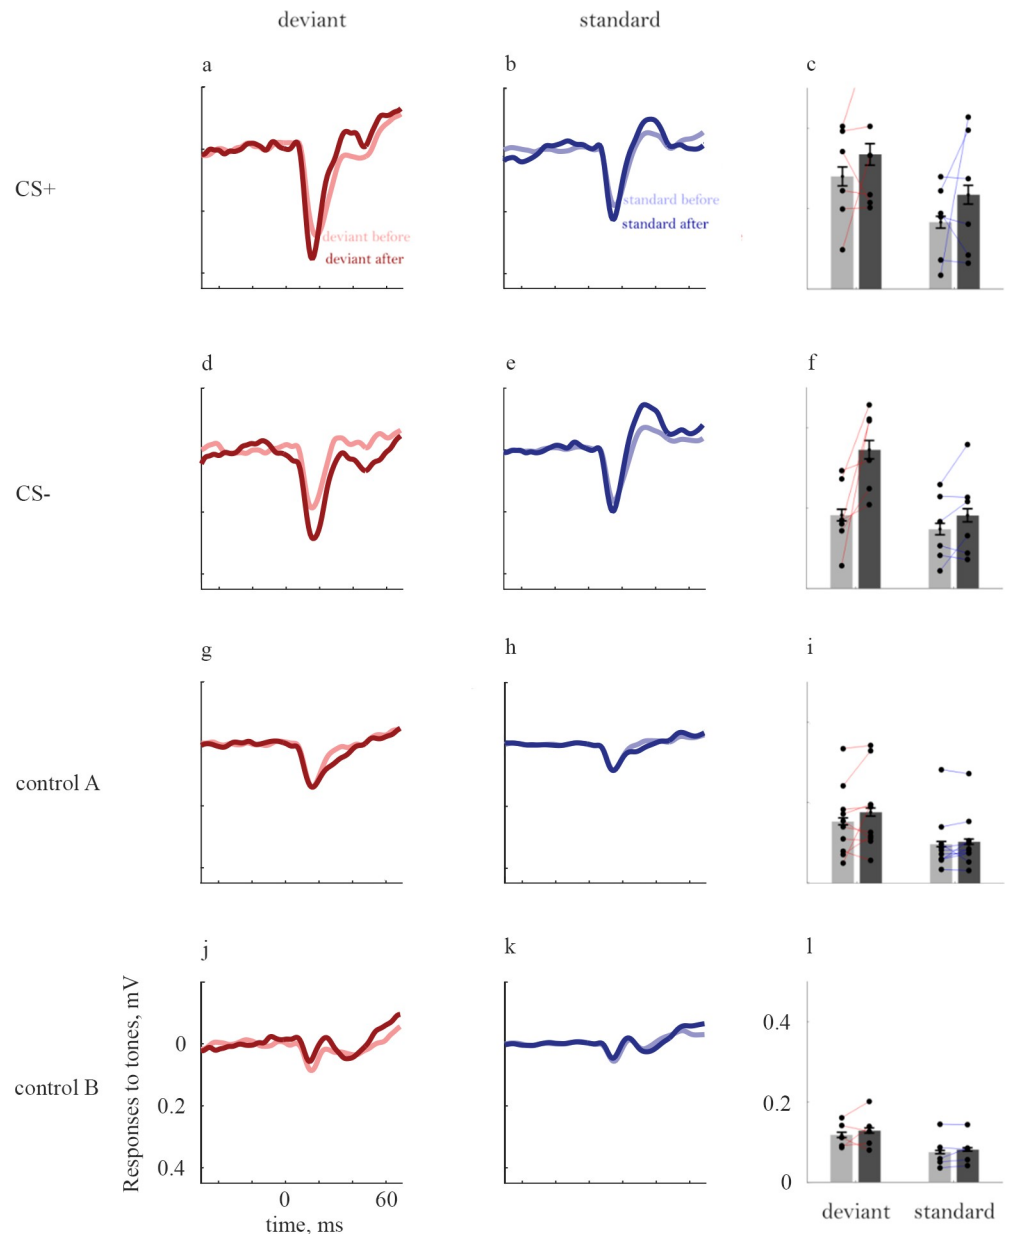 deviant
standard
a
b
c
CS+
standard before
standard after
deviant before
deviant after
d
e
f
CS-
g
h
i
control A
j
k
l
Responses to tones, mV
0
0.2
0.4
control B
0
60
time, ms
0.4
0.2
0
deviant
standard